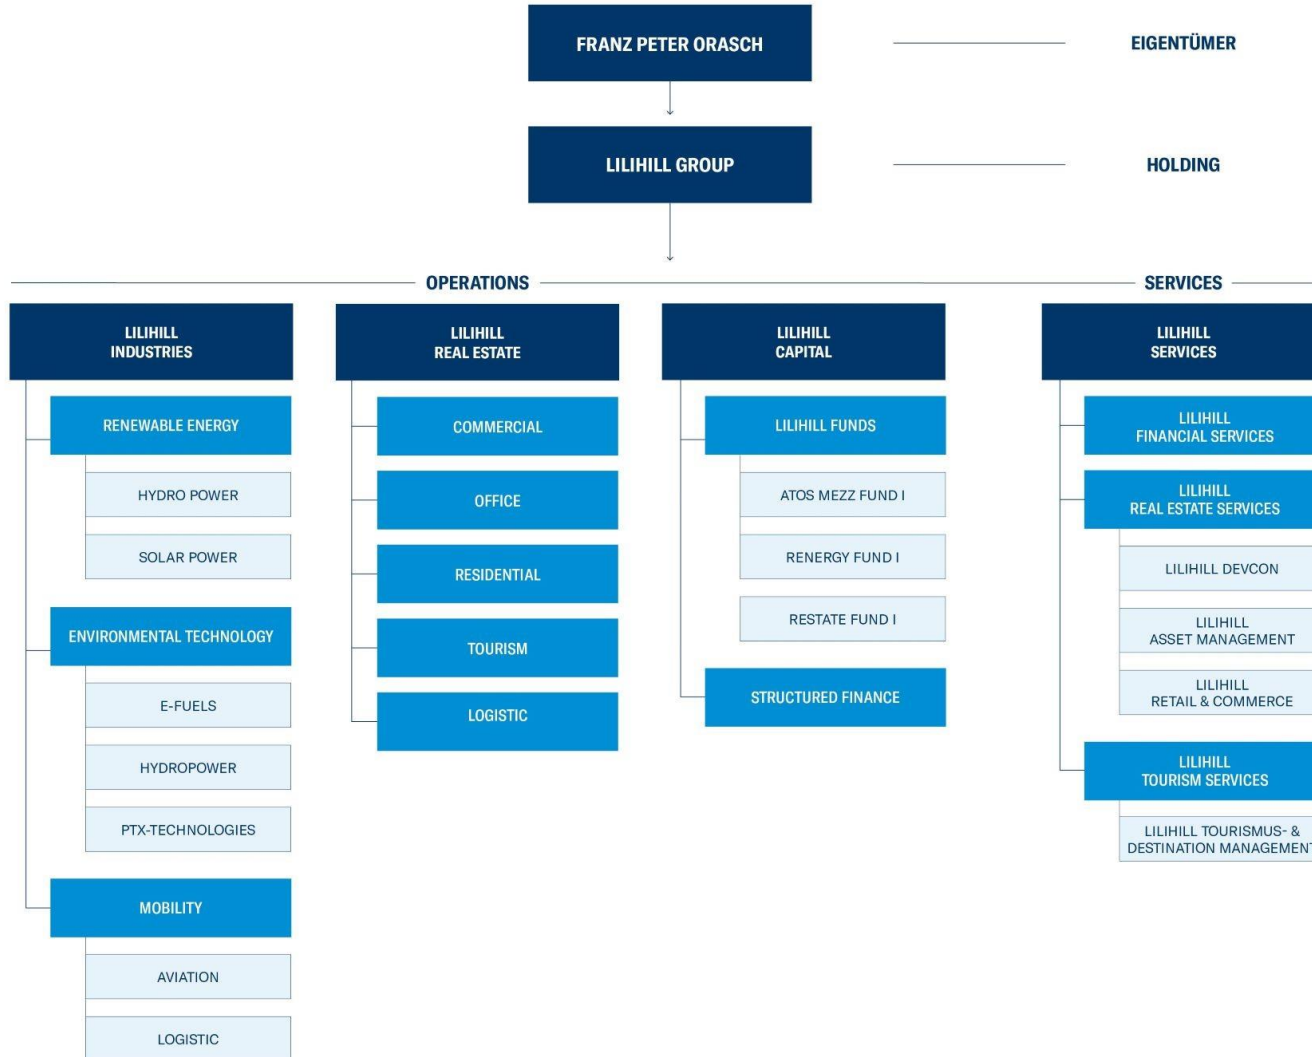 FRANZ PETER ORASCH
EIGENTÜMER
LILIHILL GROUP
HOLDING
OPERATIONS
SERVICES
LILIHILL
INDUSTRIES
RENEWABLE ENERGY
HYDRO POWER
SOLAR POWER
ENVIRONMENTAL TECHNOLOGY
E-FUELS
HYDROPOWER
PTX-TECHNOLOGIES
MOBILITY
AVIATION
LOGISTIC
LILIHILL
REAL ESTATE
COMMERCIAL
OFFICE
RESIDENTIAL
TOURISM
LOGISTIC
LILIHILL
CAPITAL
LILIHILL FUNDS
ATOS MEZZ FUND I
RENERGY FUND I
RESTATE FUND I
STRUCTURED FINANCE
LILIHILL
SERVICES
LILIHILL
FINANCIAL SERVICES
LILIHILL
REAL ESTATE SERVICES
LILIHILL DEVCON
LILIHILL
ASSET MANAGEMENT
LILIHILL
RETAIL & COMMERCE
LILIHILL
TOURISM SERVICES
LILIHILL TOURISMUS- &
DESTINATION MANAGEMENT